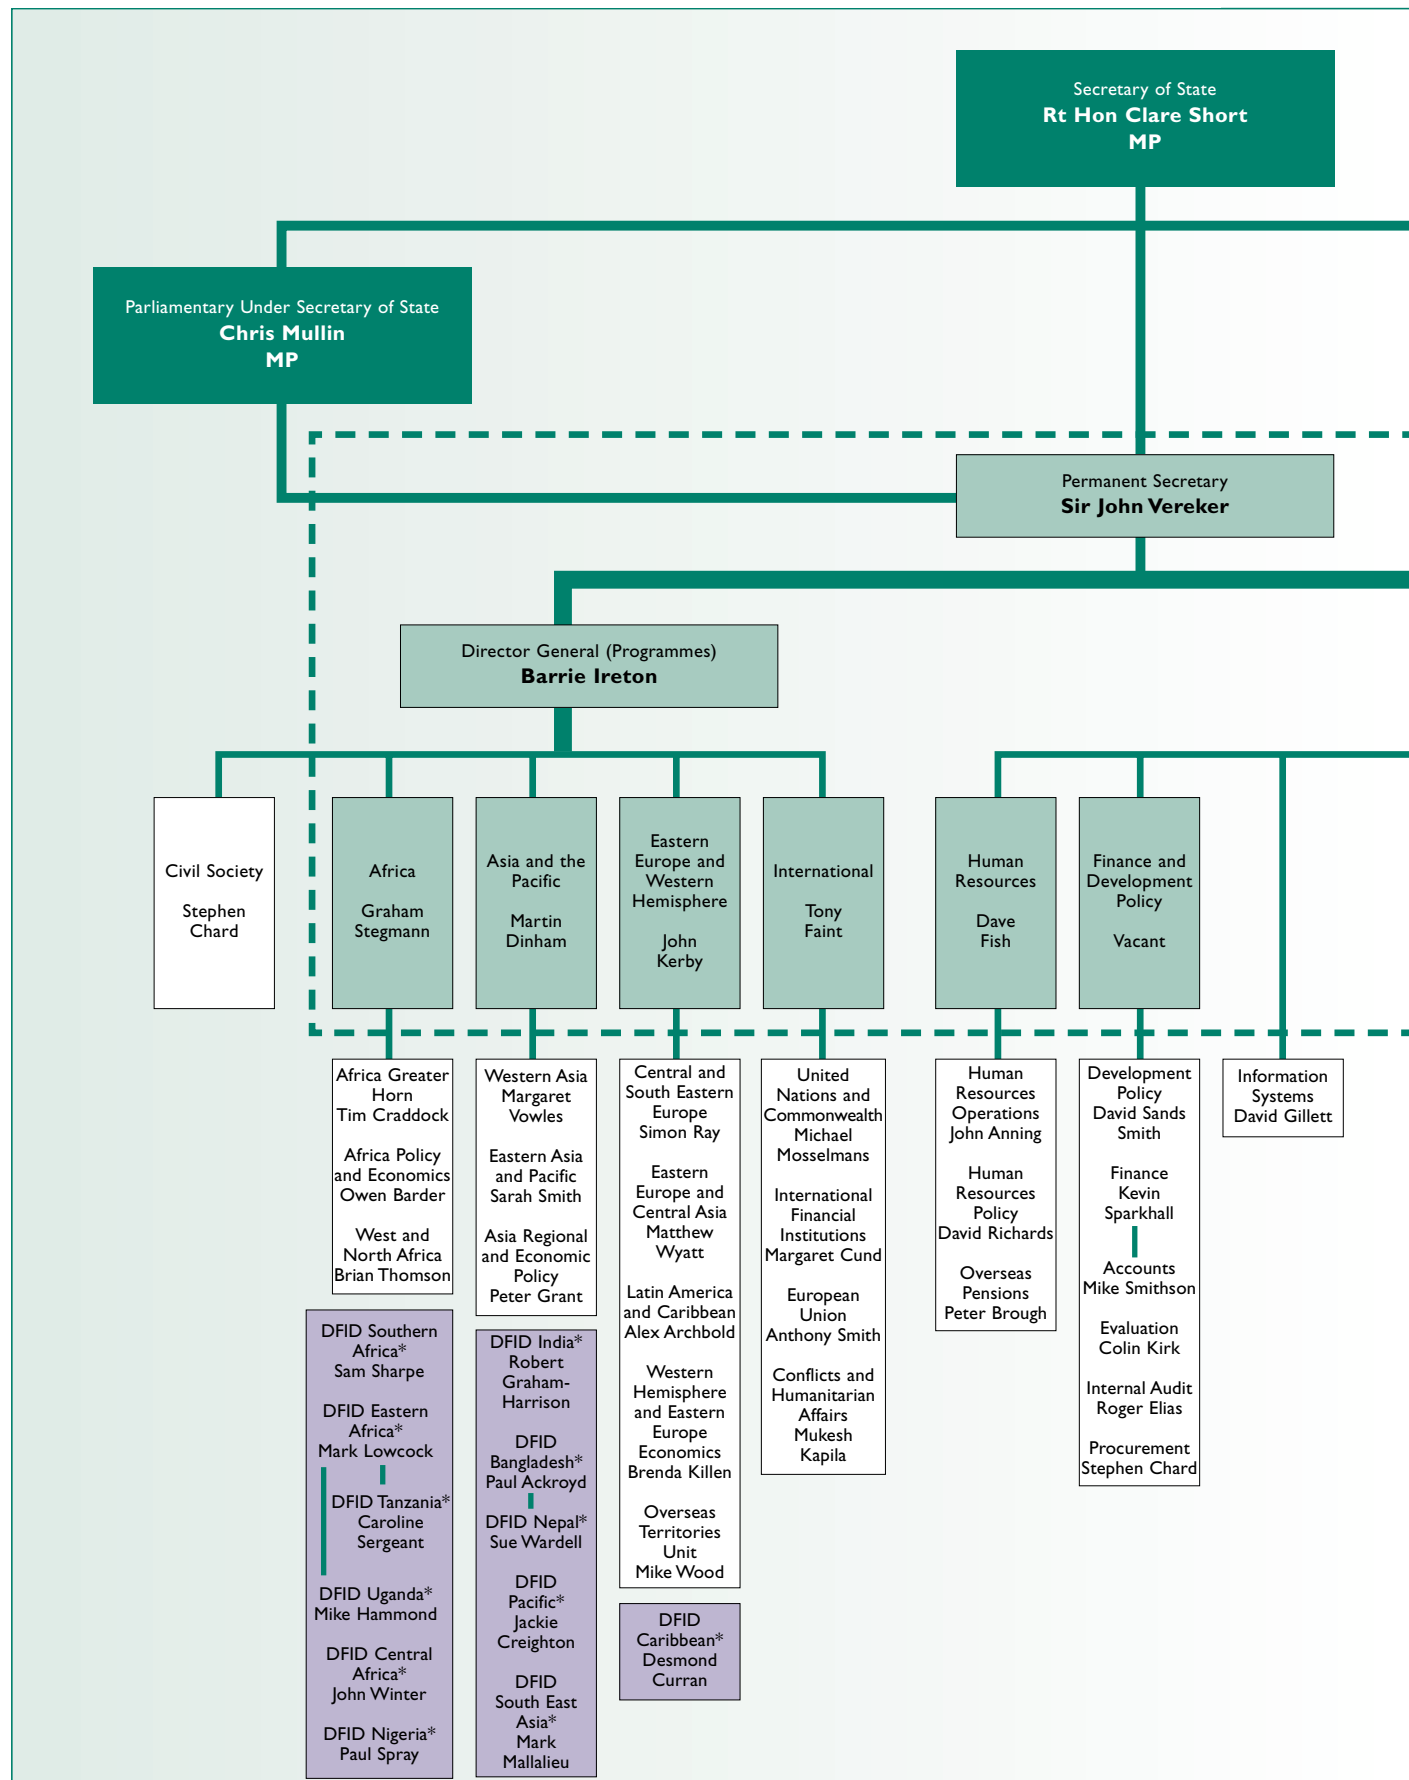 Secretary of State
Rt Hon Clare Short
MP
Parliamentary Under Secretary of State
Chris Mullin
MP
Permanent Secretary
Sir John Vereker
Director General (Programmes)
Barrie Ireton
Civil Society
Stephen
Chard
Africa
Graham
Stegmann
Asia and the
Pacific
Martin
Dinham
Eastern
Europe and
Western
Hemisphere
John
Kerby
International
Tony
Faint
Human
Resources
Dave
Fish
Finance and
Development
Policy
Vacant
Africa Greater
Horn
Tim Craddock
Africa Policy
and Economics
Owen Barder
West and
North Africa
Brian Thomson
DFID Southern
Africa*
Sam Sharpe
DFID Eastern
Africa*
Mark Lowcock
DFID Tanzania*
Caroline
Sergeant
DFID Uganda*
Mike Hammond
DFID Central
Africa*
John Winter
DFID Nigeria*
Paul Spray
Western Asia
Margaret
Vowles
Eastern Asia
and Pacific
Sarah Smith
Asia Regional
and Economic
Policy
Peter Grant
DFID India*
Robert
Graham-
Harrison
DFID
Bangladesh*
Paul Ackroyd
DFID Nepal*
Sue Wardell
DFID
Pacific*
Jackie
Creighton
DFID
South East
Asia*
Mark
Mallalieu
Central and
South Eastern
Europe
Simon Ray
Eastern
Europe and
Central Asia
Matthew
Wyatt
Latin America
and Caribbean
Alex Archbold
Western
Hemisphere
and Eastern
Europe
Economics
Brenda Killen
Overseas
Territories
Unit
Mike Wood
DFID
Caribbean*
Desmond
Curran
United
Nations and
Commonwealth
Michael
Mosselmans
International
Financial
Institutions
Margaret Cund
European
Union
Anthony Smith
Conflicts and
Humanitarian
Affairs
Mukesh
Kapila
Human
Resources
Operations
John Anning
Human
Resources
Policy
David Richards
Overseas
Pensions
Peter Brough
Development
Policy
David Sands
Smith
Finance
Kevin
Sparkhall
Accounts
Mike Smithson
Evaluation
Colin Kirk
Internal Audit
Roger Elias
Procurement
Stephen Chard
Information
Systems
David Gillett